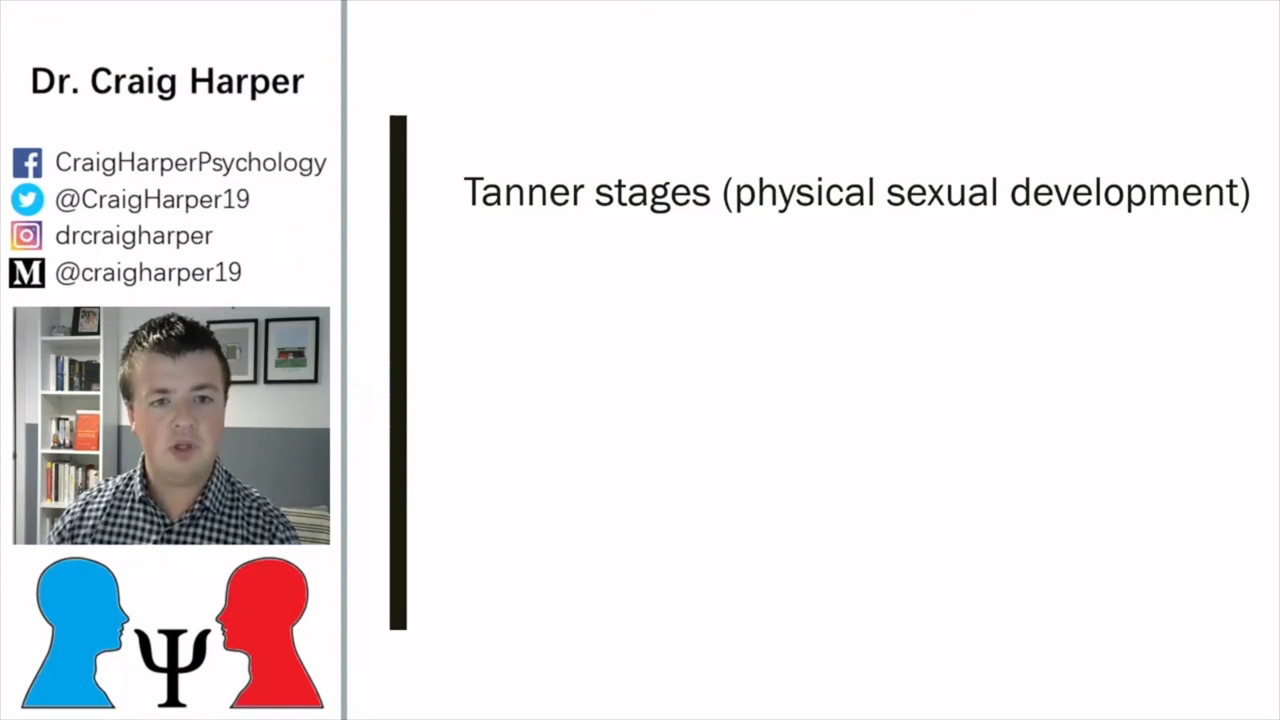 Dr. Craig Harper
CraigHarperPsychology
@CraigHarper19
drcraigharper
@craigharper19
Ψ
Tanner stages (physical sexual development)